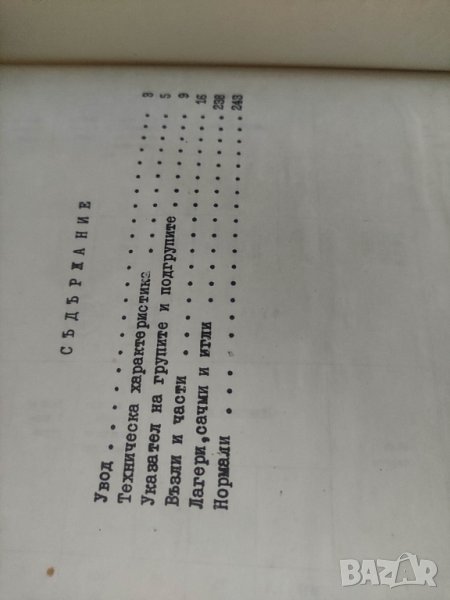 СЪДЪРЖАНИЕ
Увод . . . . . . . . . . . . . . . . . . 3
Техническа характеристика . . . . . . . . . 5
Указател на групите и подгрупите . . . . . . 9
Възли и части . . . . . . . . . . . . . . 16
Лагери,сачми и игли . . . . . . . . . . . 238
Нормали . . . . . . . . . . . . . . . . 243
BAZAR